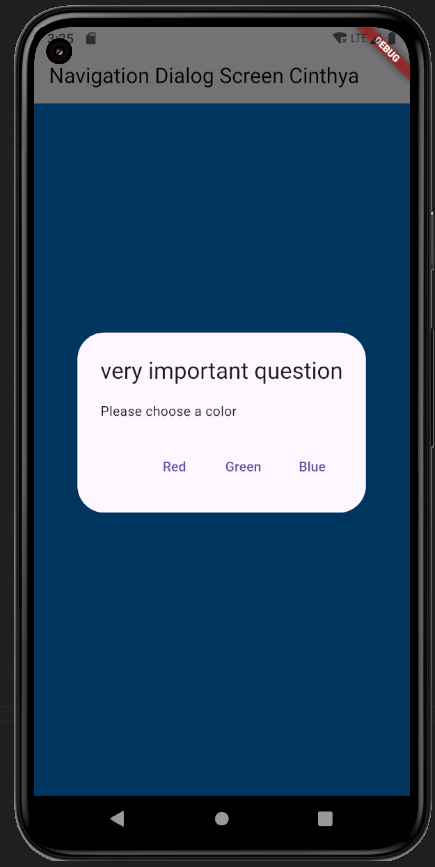 3:25 LTE
DEBUG
Navigation Dialog Screen Cinthya
very important question
Please choose a color
Red Green Blue